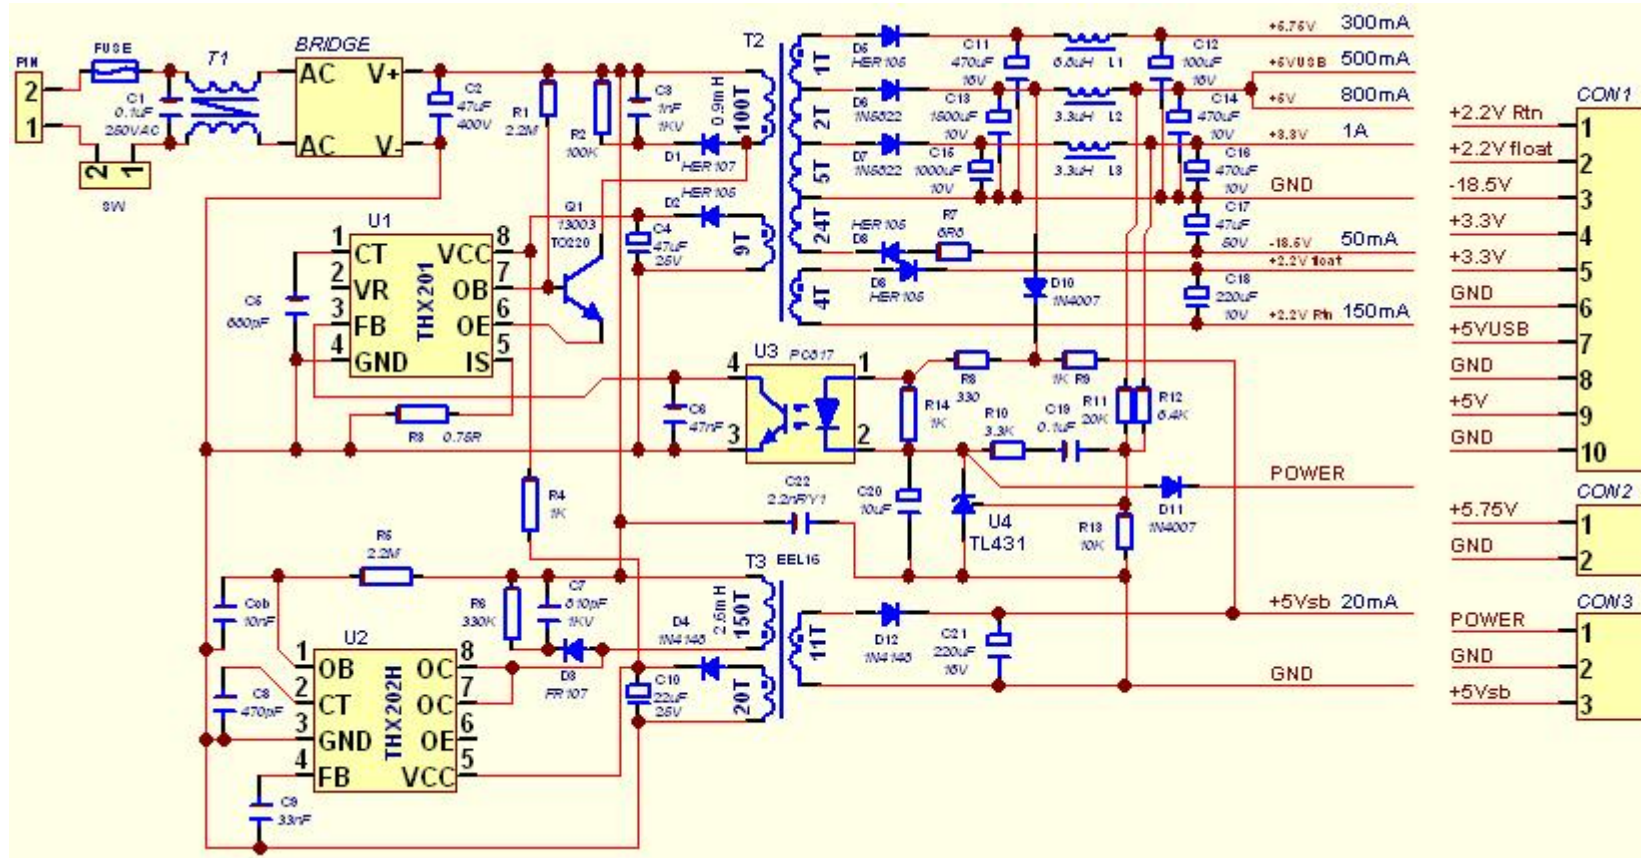 PIN
2
1
FUSE
C1
0.1uF
250VAC
T1
2
1
SW
BRIDGE
AC
V+
AC
V-
C2
47uF
400V
R1
2.2M
R2
100K
C3
1nF
1KV
D1
HER107
T2
0.9mH
100T
9T
1T
2T
5T
24T
4T
D2
HER105
C4
47uF
25V
Q1
13003
TO220
U1
THX201
1
CT
2
VR
3
FB
4
GND
8
VCC
7
OB
6
OE
5
IS
C5
680pF
R3
0.75R
C6
47nF
U3
PC817
4
3
1
2
D5
HER105
D6
1N5822
D7
1N5822
HER105
D8
R7
6R8
D8
HER105
C11
470uF
16V
6.8uH
L1
C12
100uF
16V
C13
1500uF
10V
3.3uH
L2
C14
470uF
10V
C15
1000uF
10V
3.3uH
L3
C16
470uF
10V
C17
47uF
50V
C18
220uF
10V
+5.75V 300mA
+5VUSB 500mA
+5V 800mA
+3.3V 1A
GND
-18.5V 50mA
+2.2V float
+2.2V Rtn 150mA
D10
1N4007
R8
330
1K
R9
R14
1K
R10
3.3K
C19
0.1uF
R11
20K
R12
6.4K
POWER
D11
1N4007
C20
10uF
U4
TL431
R13
10K
R4
1K
C22
2.2nF/Y1
R5
2.2M
Cob
10nF
R6
330K
C7
610pF
1KV
D3
FR107
D4
1N4148
T3
EEL16
2.6mH
150T
20T
11T
D12
1N4148
C21
220uF
16V
+5Vsb 20mA
GND
C10
22uF
25V
U2
THX202H
1
OB
2
CT
3
GND
4
FB
8
OC
7
OC
6
OE
5
VCC
C8
470pF
C9
33nF
CON1
+2.2V Rtn
1
+2.2V float
2
-18.5V
3
+3.3V
4
+3.3V
5
GND
6
+5VUSB
7
GND
8
+5V
9
GND
10
CON2
+5.75V
1
GND
2
CON3
POWER
1
GND
2
+5Vsb
3